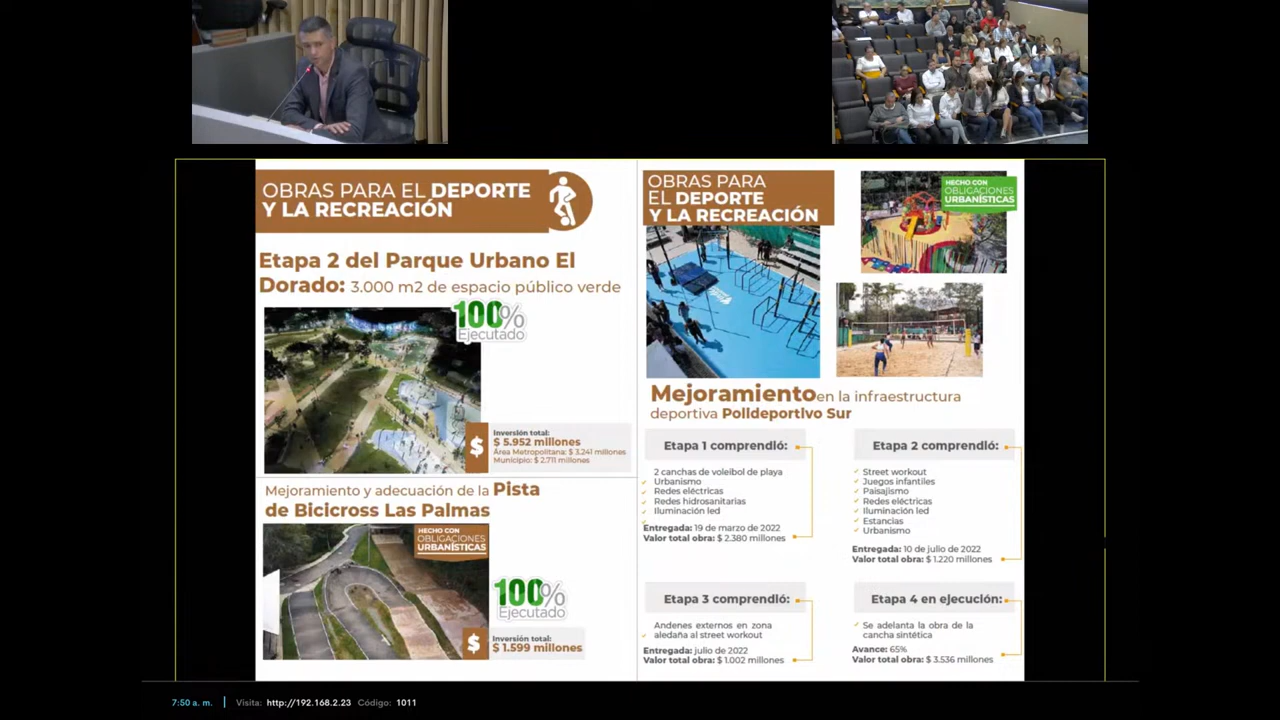 OBRAS PARA EL DEPORTE
Y LA RECREACIÓN
Etapa 2 del Parque Urbano El
Dorado: 3.000 m2 de espacio público verde
100%
Ejecutado
Inversión total:
$ 5.952 millones
Área Metropolitana: $ 3.241 millones
Municipio: $ 2.711 millones
Mejoramiento y adecuación de la Pista
de Bicicross Las Palmas
HECHO CON
OBLIGACIONES
URBANÍSTICAS
100%
Ejecutado
Inversión total:
$ 1.599 millones
OBRAS PARA
EL DEPORTE
Y LA RECREACIÓN
HECHO CON
OBLIGACIONES
URBANÍSTICAS
Mejoramiento en la infraestructura
deportiva Polideportivo Sur
Etapa 1 comprendió:
2 canchas de voleibol de playa
Urbanismo
Redes eléctricas
Redes hidrosanitarias
Iluminación led
Entregada: 19 de marzo de 2022
Valor total obra: $ 2.380 millones
Etapa 2 comprendió:
Street workout
Juegos infantiles
Paisajismo
Redes eléctricas
Iluminación led
Estancias
Urbanismo
Entregada: 10 de julio de 2022
Valor total obra: $ 1.220 millones
Etapa 3 comprendió:
Andenes externos en zona
aledaña al street workout
Entregada: julio de 2022
Valor total obra: $ 1.002 millones
Etapa 4 en ejecución:
Se adelanta la obra de la
cancha sintética
Avance: 65%
Valor total obra: $ 3.536 millones
7:50 a. m. | Visita: http://192.168.2.23 Código: 1011